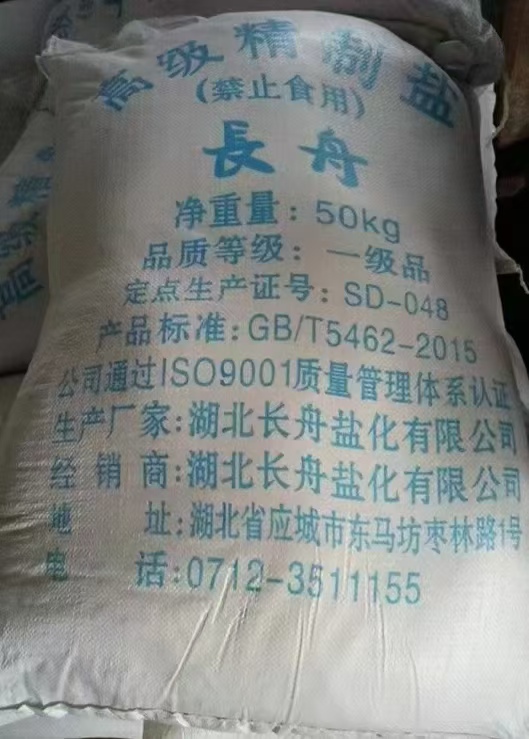 高级精制盐
(禁止食用)
長舟
净重量: 50kg
品质等级: 一级品
定点生产证号: SD-048
产品标准: GB/T5462-2015
公司通过ISO9001质量管理体系认证
生产厂家: 湖北长舟盐化有限公司
经销商: 湖北长舟盐化有限公司
地址: 湖北省应城市东马坊枣林路1号
电话: 0712-3511155
高级精